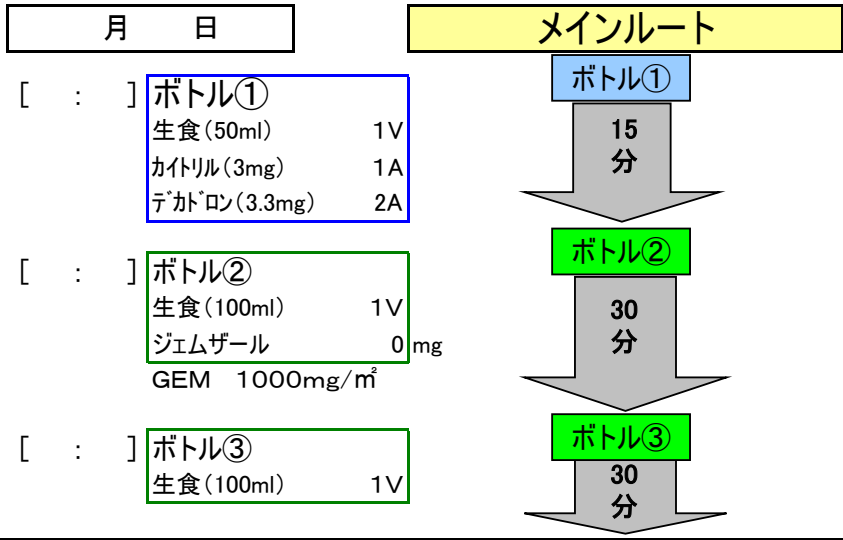 月　日
メインルート
ボトル①
[　:　] ボトル①
生食(50ml)　1V
15
分
ｶｲﾄﾘﾙ(3mg)　1A
ﾃﾞｶﾄﾞﾛﾝ(3.3mg)　2A
ボトル②
[　:　] ボトル②
生食(100ml)　1V
30
分
ジェムザール　0 mg
GEM　1000mg/㎡
ボトル③
[　:　] ボトル③
生食(100ml)　1V
30
分